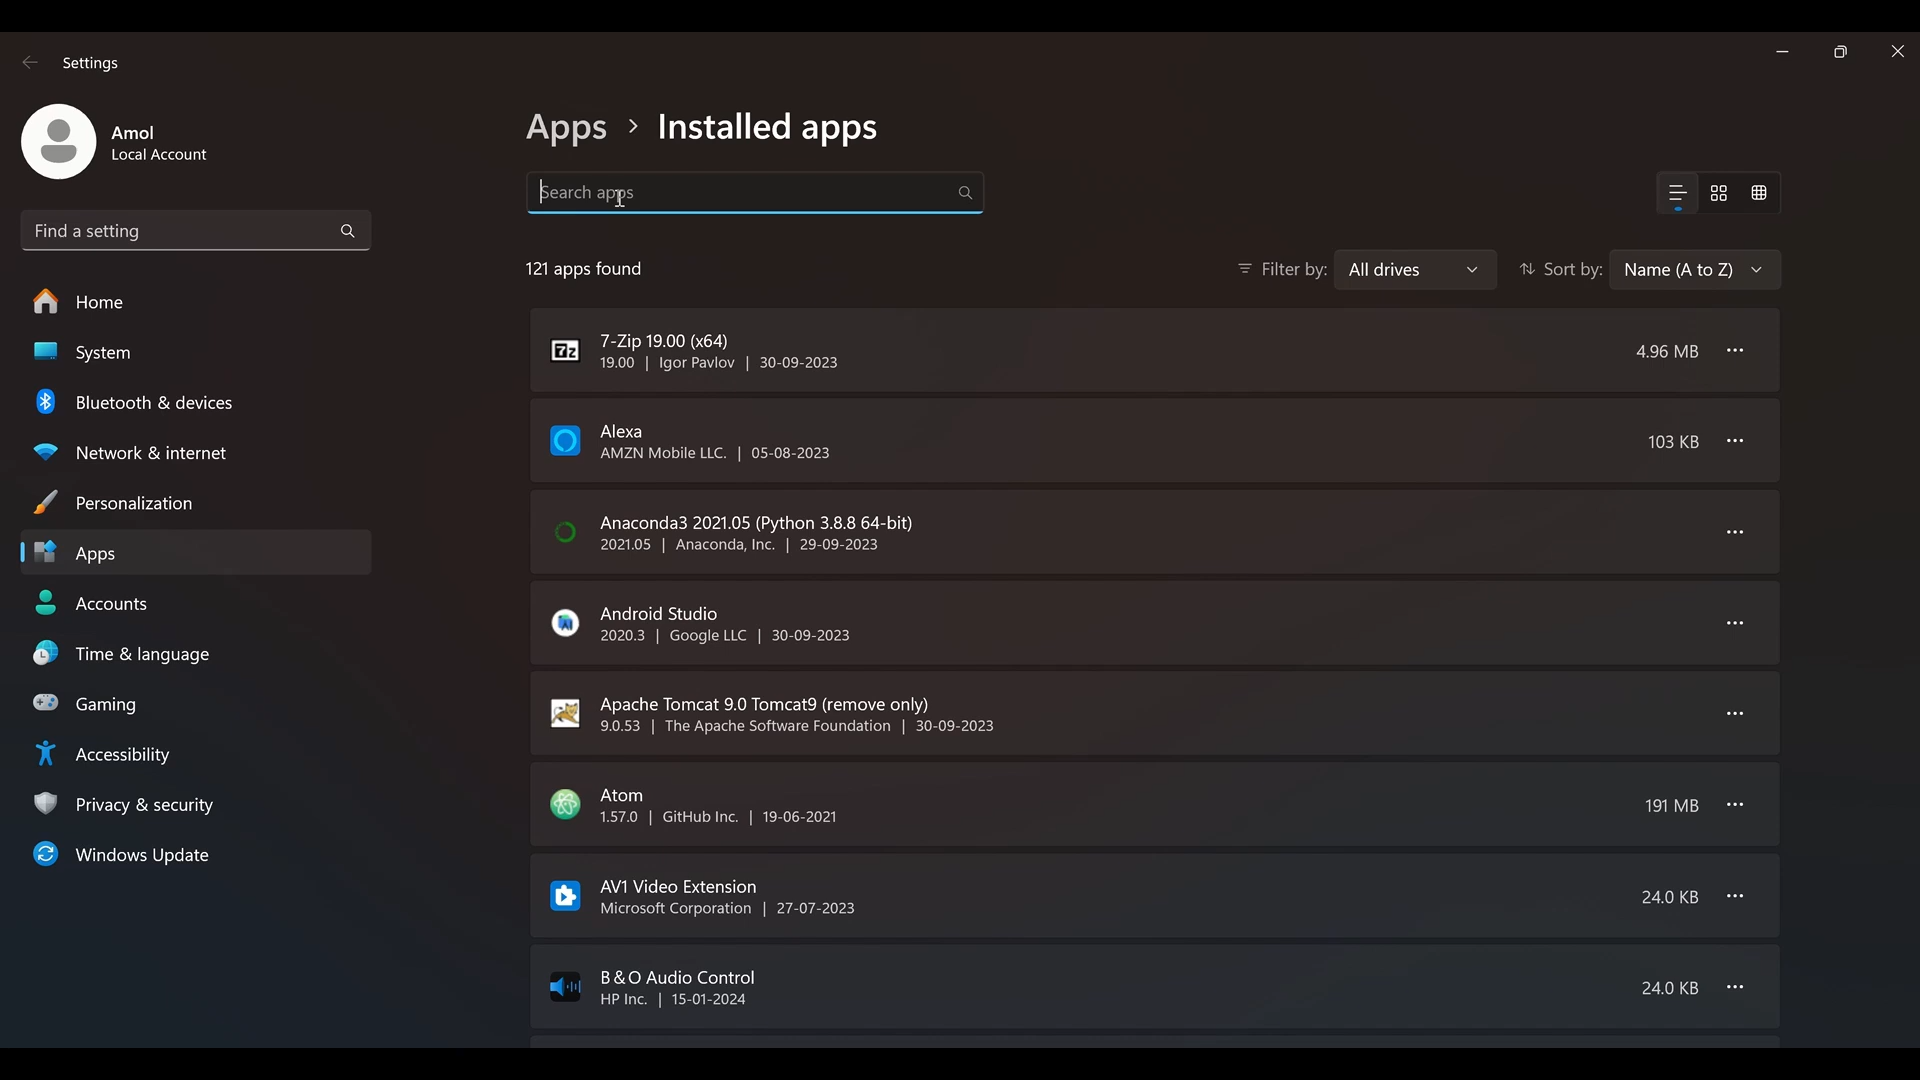 Settings
Amol
Local Account
Find a setting
Home
System
Bluetooth & devices
Network & internet
Personalization
Apps
Accounts
Time & language
Gaming
Accessibility
Privacy & security
Windows Update
Apps > Installed apps
Search apps
121 apps found
Filter by: All drives
Sort by: Name (A to Z)
7-Zip 19.00 (x64)
19.00 | Igor Pavlov | 30-09-2023
4.96 MB
Alexa
AMZN Mobile LLC. | 05-08-2023
103 KB
Anaconda3 2021.05 (Python 3.8.8 64-bit)
2021.05 | Anaconda, Inc. | 29-09-2023
Android Studio
2020.3 | Google LLC | 30-09-2023
Apache Tomcat 9.0 Tomcat9 (remove only)
9.0.53 | The Apache Software Foundation | 30-09-2023
Atom
1.57.0 | GitHub Inc. | 19-06-2021
191 MB
AV1 Video Extension
Microsoft Corporation | 27-07-2023
24.0 KB
B&O Audio Control
HP Inc. | 15-01-2024
24.0 KB